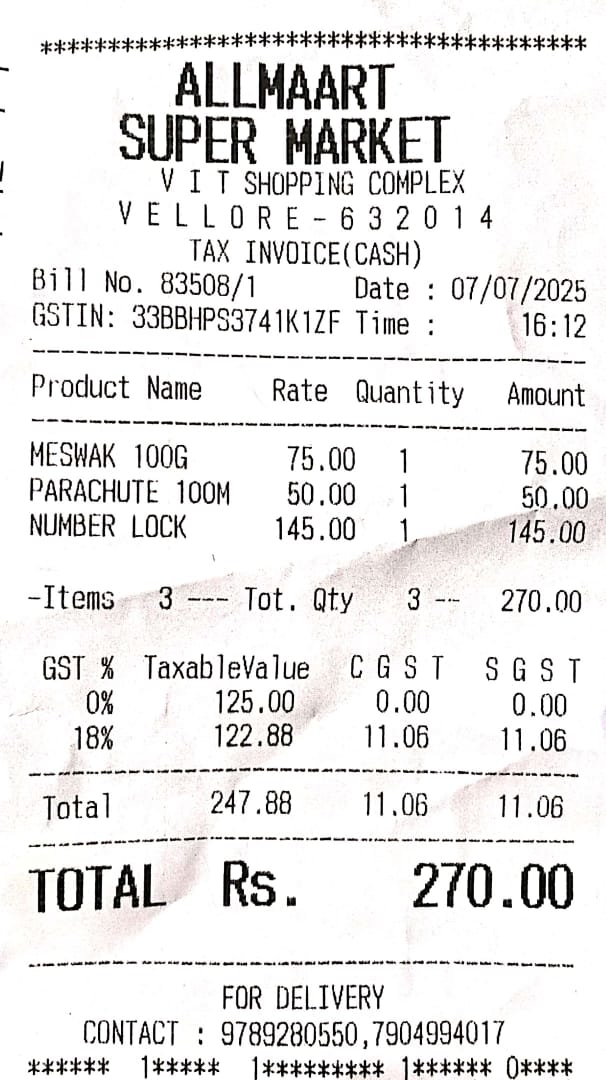 ****************************************
ALLMAART
SUPER MARKET
V I T SHOPPING COMPLEX
V E L L O R E - 6 3 2 0 1 4
TAX INVOICE(CASH)
Bill No. 83508/1 Date : 07/07/2025
GSTIN: 33BBHPS3741K1ZF Time : 16:12
Product Name Rate Quantity Amount
MESWAK 100G 75.00 1 75.00
PARACHUTE 100M 50.00 1 50.00
NUMBER LOCK 145.00 1 145.00
-Items 3 --- Tot. Qty 3 -- 270.00
GST % TaxableValue C G S T S G S T
0% 125.00 0.00 0.00
18% 122.88 11.06 11.06
Total 247.88 11.06 11.06
TOTAL Rs. 270.00
FOR DELIVERY
CONTACT : 9789280550,7904994017
****** 1***** 1********* 1****** 0****